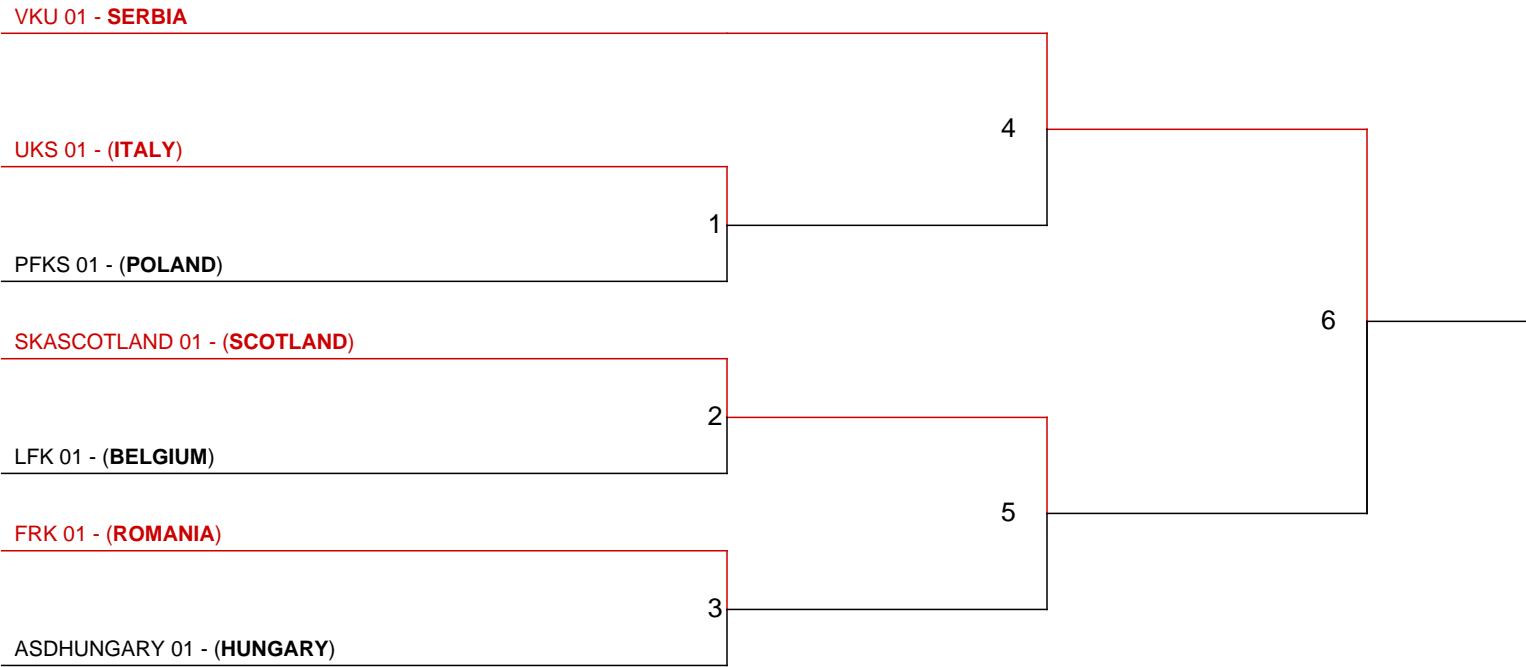 VKU 01 - SERBIA
4
UKS 01 - (ITALY)
1
PFKS 01 - (POLAND)
6
SKASCOTLAND 01 - (SCOTLAND)
2
LFK 01 - (BELGIUM)
5
FRK 01 - (ROMANIA)
3
ASDHUNGARY 01 - (HUNGARY)